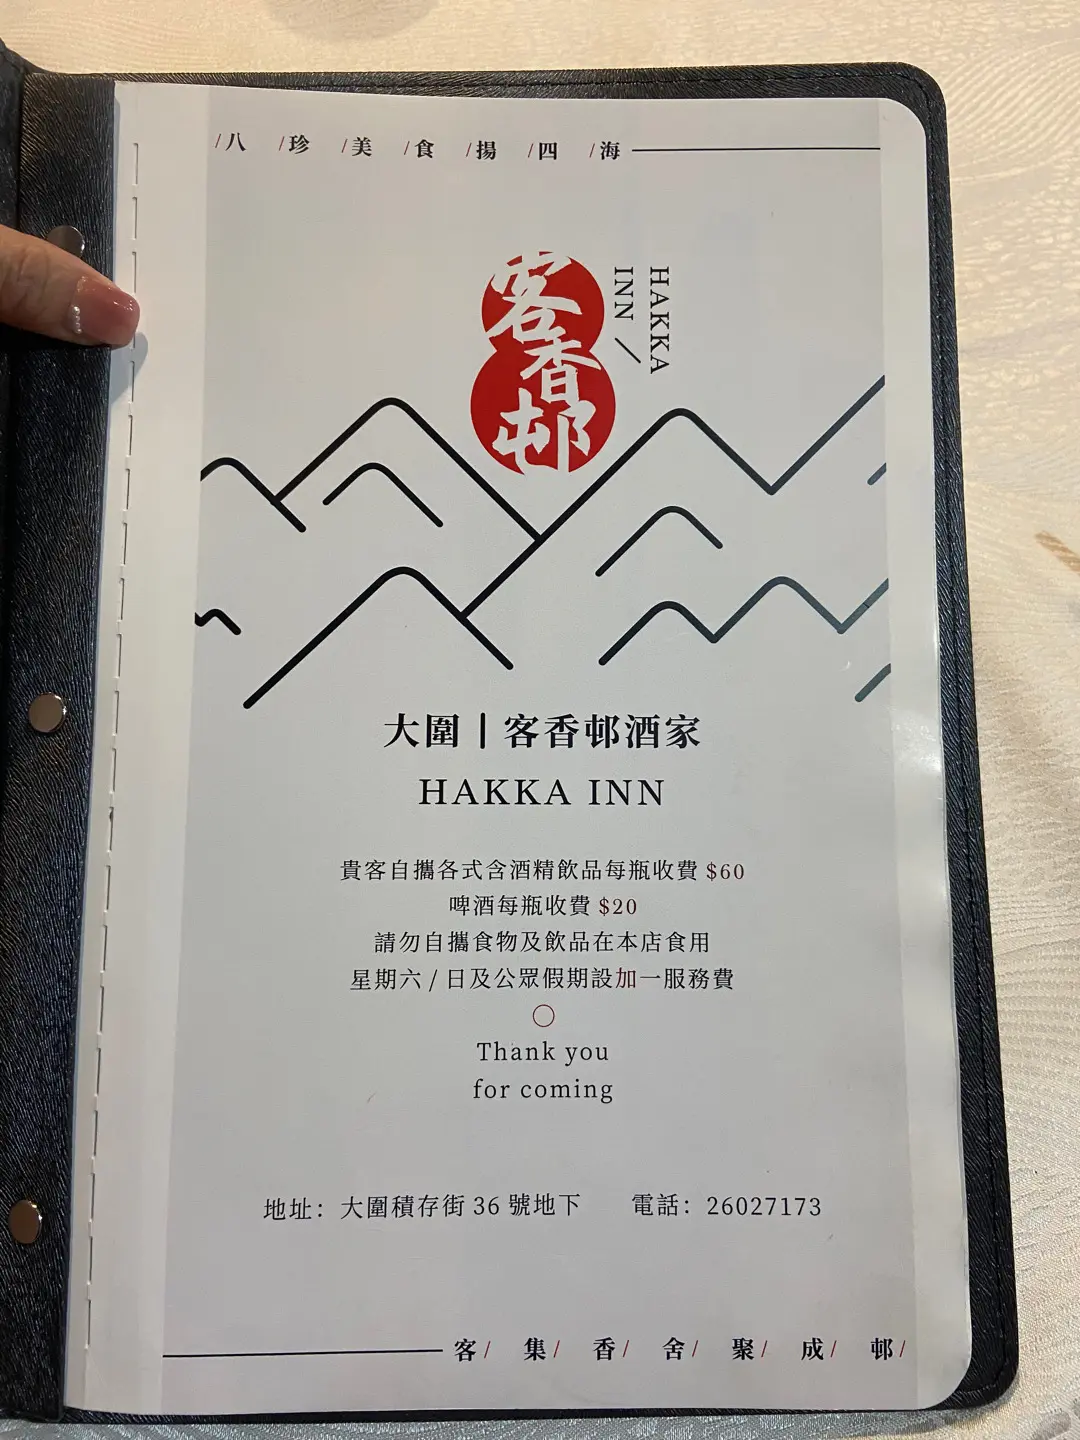 /八 /珍 /美 /食 /揚 /四 /海
客香邨
HAKKA
INN /
大圍 | 客香邨酒家
HAKKA INN
貴客自攜各式含酒精飲品每瓶收費 $60
啤酒每瓶收費 $20
請勿自攜食物及飲品在本店食用
星期六 / 日及公眾假期設加一服務費
Thank you
for coming
地址：大圍積存街 36 號地下 電話：26027173
客/ 集/ 香/ 舍/ 聚/ 成/ 邨/